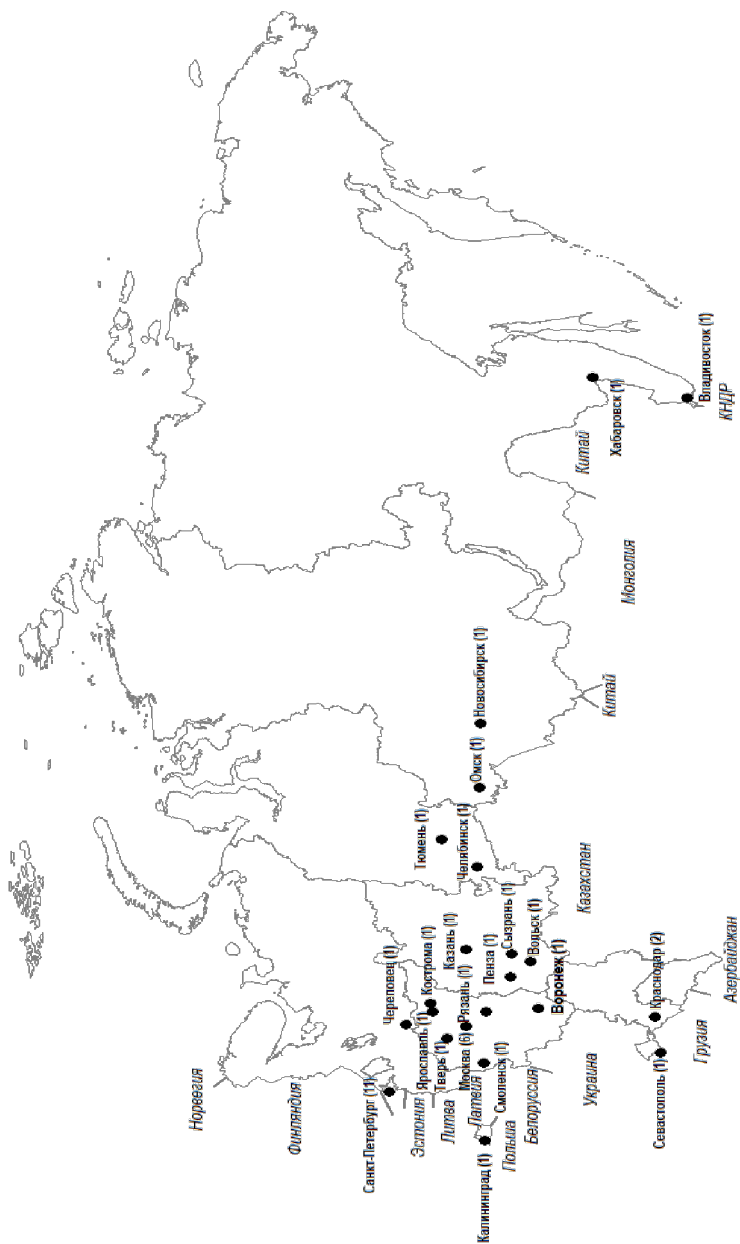 Норвегия
Финляндия
Санкт-Петербург (11)
Эстония
Литва
Латвия
Польша
Белоруссия
Украина
Калининград (1)
Череповец (1)
Кострома (1)
Ярославль (1)
Тверь (1)
Москва (6)
Рязань (1)
Смоленск (1)
Казань (1)
Пенза (1)
Сызрань (1)
Вольск (1)
Воронеж (1)
Севастополь (1)
Краснодар (2)
Грузия
Азербайджан
Казахстан
Тюмень (1)
Челябинск (1)
Омск (1)
Новосибирск (1)
Китай
Монголия
Китай
Хабаровск (1)
Владивосток (1)
КНДР